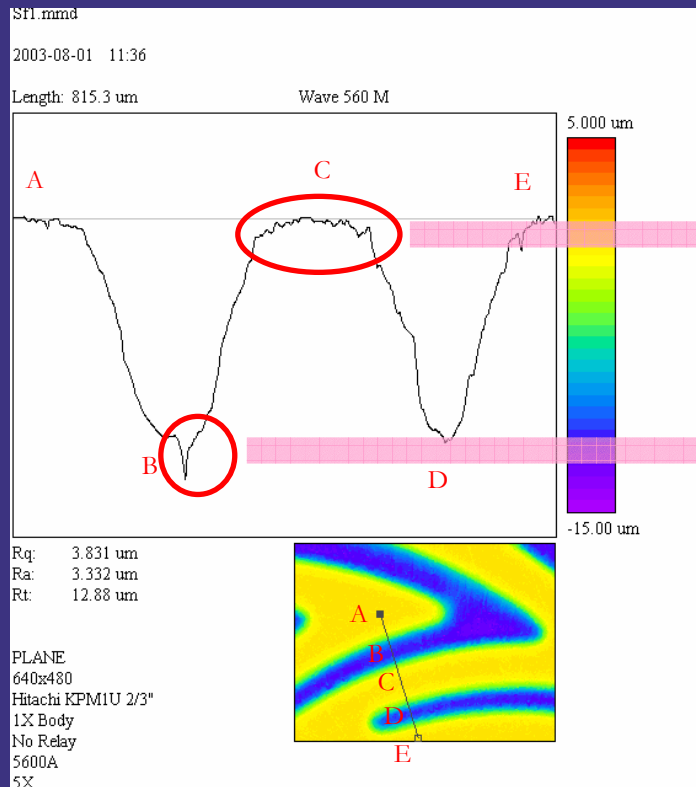 Sf1.mmd
2003-08-01 11:36
Length: 815.3 um Wave 560 M
5.000 um
A
C
E
B
D
-15.00 um
Rq: 3.831 um
Ra: 3.332 um
Rt: 12.88 um
PLANE
640x480
Hitachi KPM1U 2/3"
1X Body
No Relay
5600A
5X
A
B
C
D
E